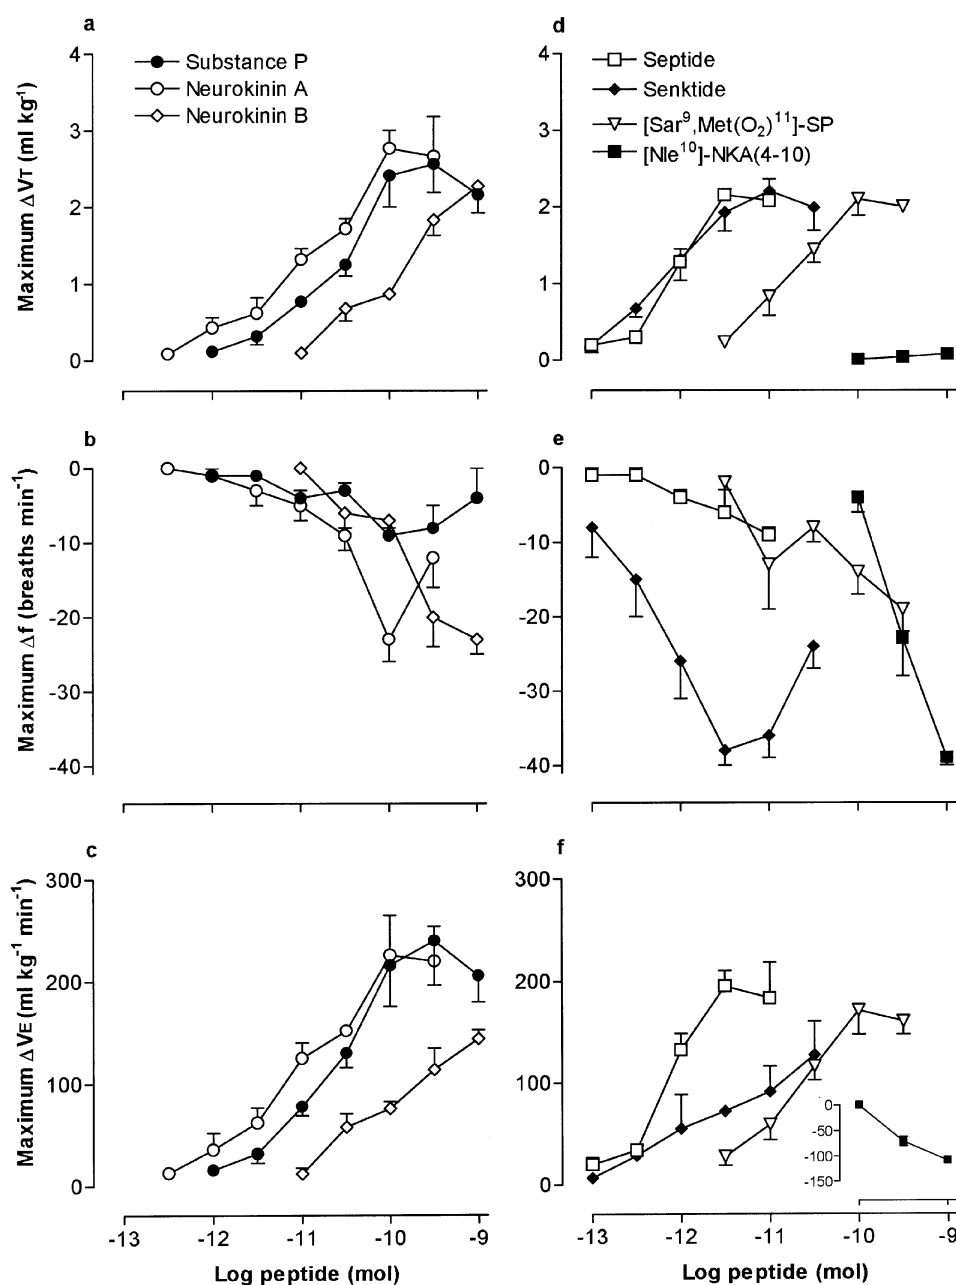 a
Substance P
Neurokinin A
Neurokinin B
4
3
2
1
0
Maximum ΔVT (ml kg⁻¹)
d
Septide
Senktide
[Sar⁹,Met(O₂)¹¹]-SP
[Nle¹⁰]-NKA(4-10)
4
3
2
1
0
b
0
-10
-20
-30
-40
Maximum Δf (breaths min⁻¹)
e
0
-10
-20
-30
-40
c
300
200
100
0
Maximum ΔVE (ml kg⁻¹ min⁻¹)
-13 -12 -11 -10 -9
Log peptide (mol)
f
300
200
100
0
0
-50
-100
-150
-13 -12 -11 -10 -9
Log peptide (mol)